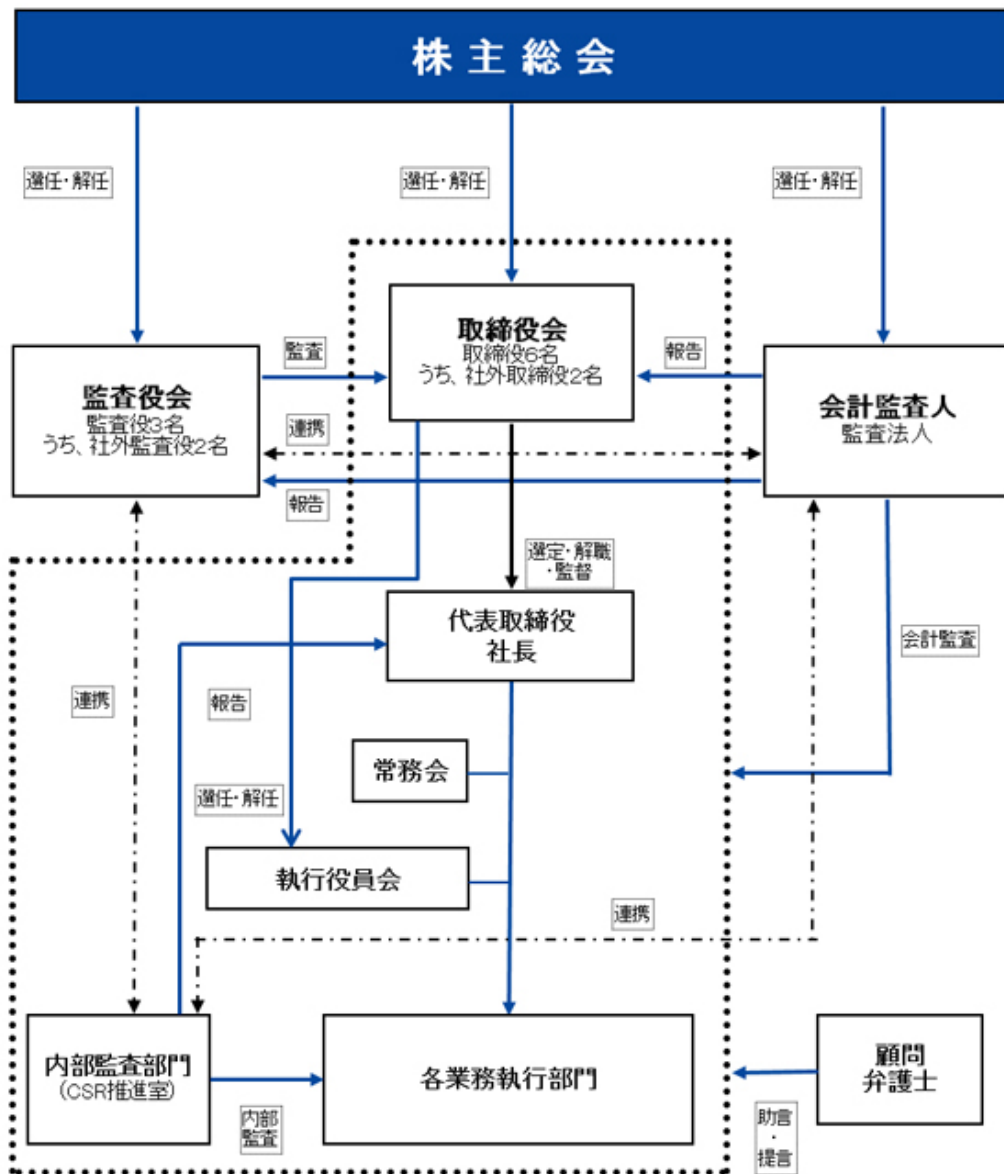 株主総会
選任・解任
選任・解任
選任・解任
取締役会
取締役6名
うち、社外取締役2名
監査
報告
監査役会
監査役3名
うち、社外監査役2名
会計監査人
監査法人
連携
報告
選定・解職
・監督
代表取締役
社長
会計監査
連携
報告
常務会
選任・解任
執行役員会
連携
内部監査部門
(CSR推進室)
各業務執行部門
顧問
弁護士
内部
監査
助言
・
提言